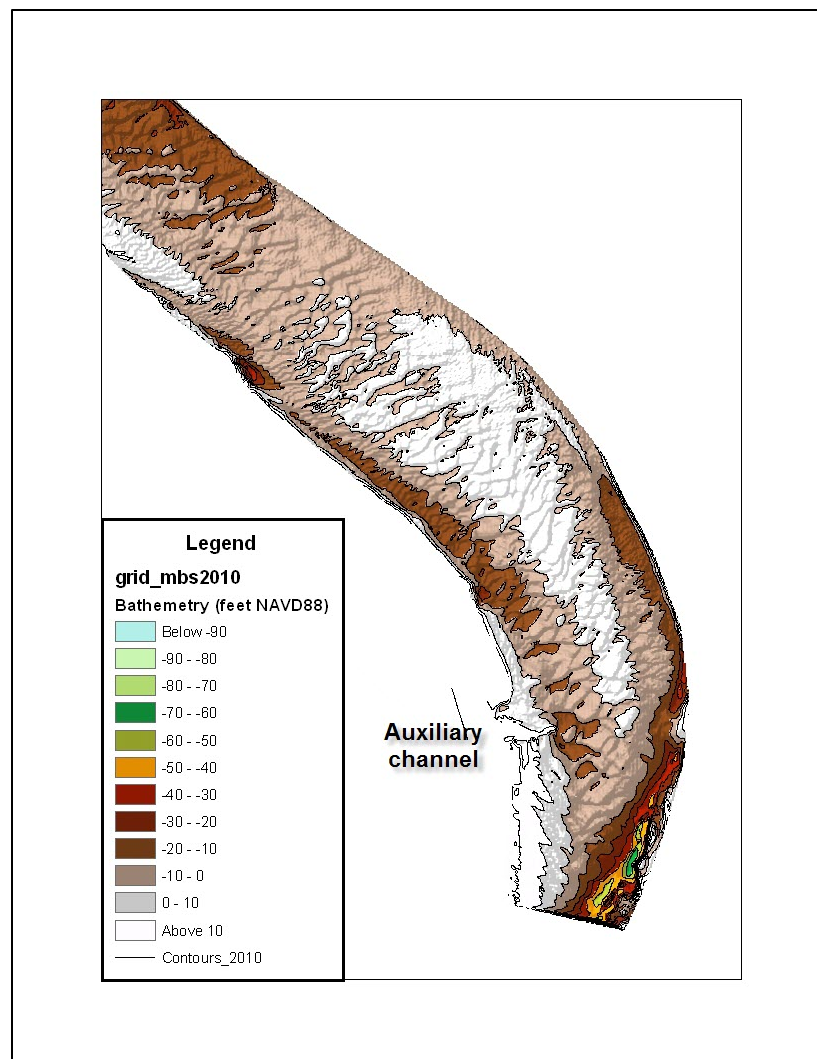 Legend
grid_mbs2010
Bathemetry (feet NAVD88)
Below -90
-90 - -80
-80 - -70
-70 - -60
-60 - -50
-50 - -40
-40 - -30
-30 - -20
-20 - -10
-10 - 0
0 - 10
Above 10
Contours_2010
Auxiliary
channel